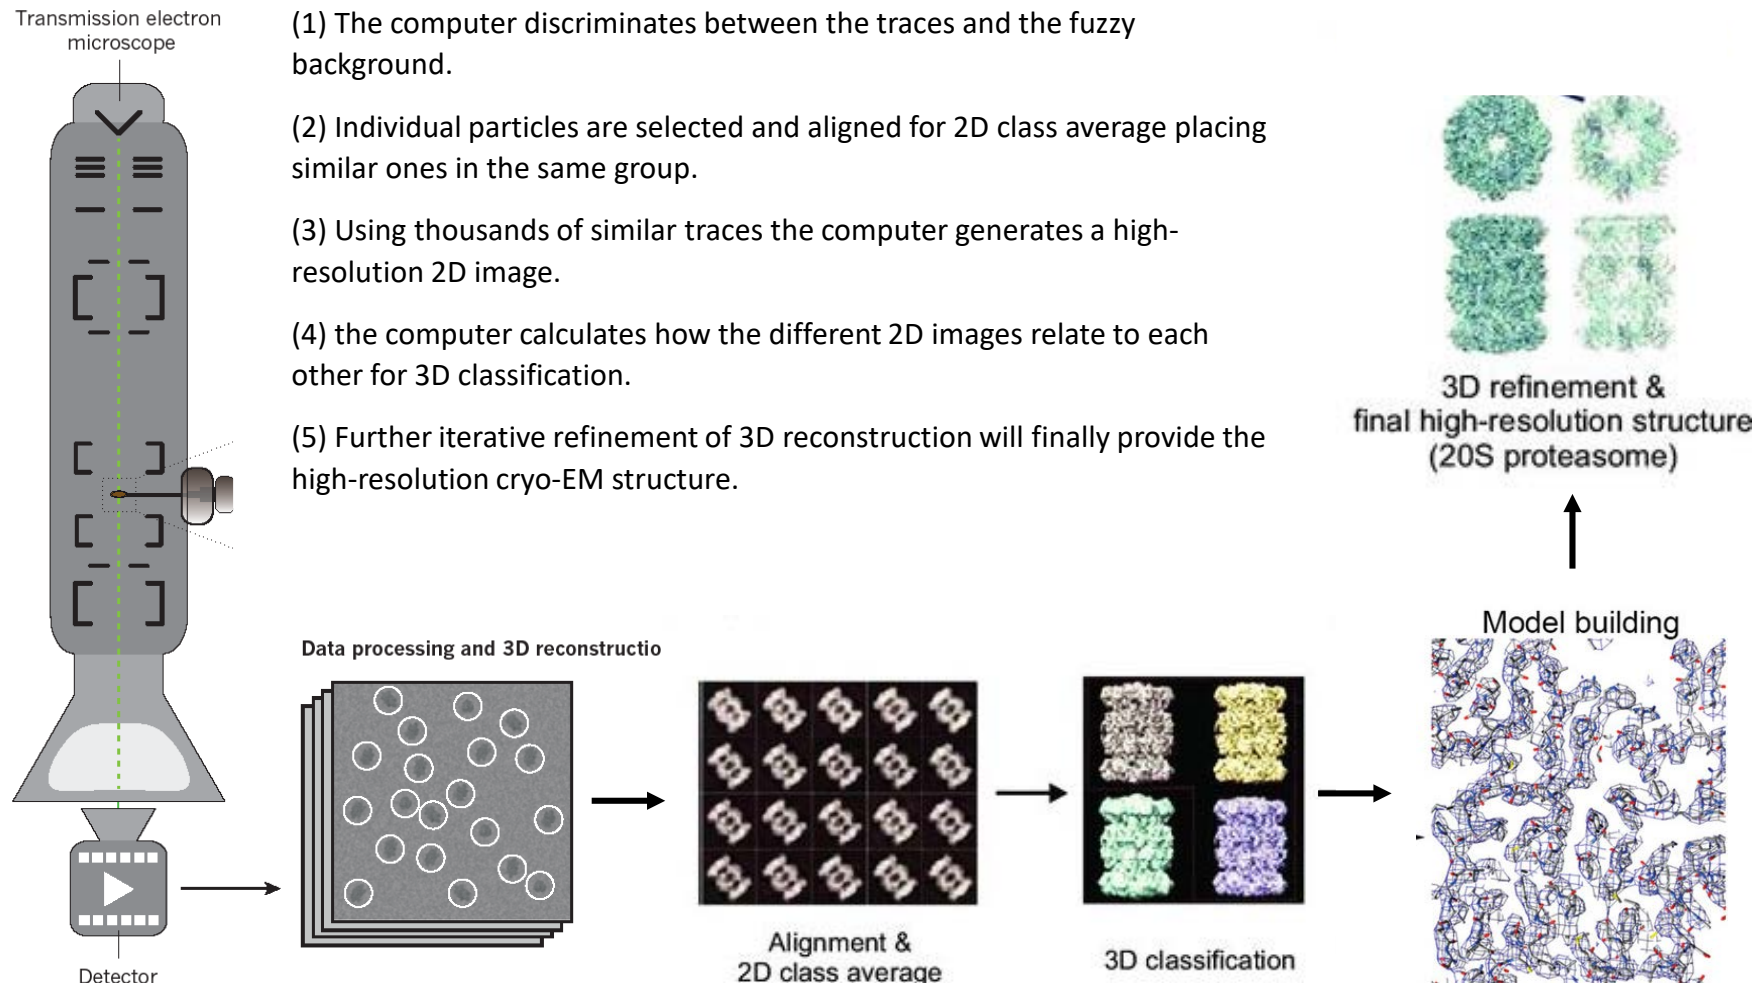 Transmission electron
microscope
(1) The computer discriminates between the traces and the fuzzy
background.
(2) Individual particles are selected and aligned for 2D class average placing
similar ones in the same group.
(3) Using thousands of similar traces the computer generates a high-
resolution 2D image.
(4) the computer calculates how the different 2D images relate to each
other for 3D classification.
(5) Further iterative refinement of 3D reconstruction will finally provide the
high-resolution cryo-EM structure.
3D refinement &
final high-resolution structure
(20S proteasome)
Model building
Data processing and 3D reconstructio
Alignment &
2D class average
3D classification
Detector